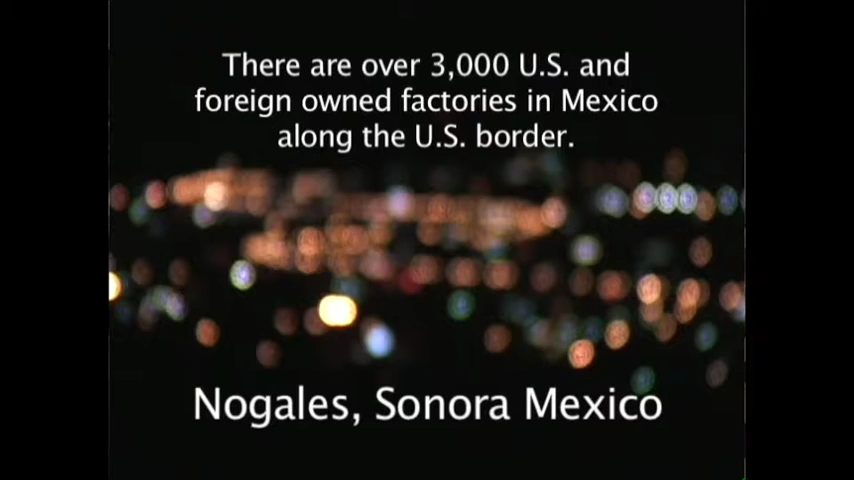 There are over 3,000 U.S. and
foreign owned factories in Mexico
along the U.S. border.
Nogales, Sonora Mexico